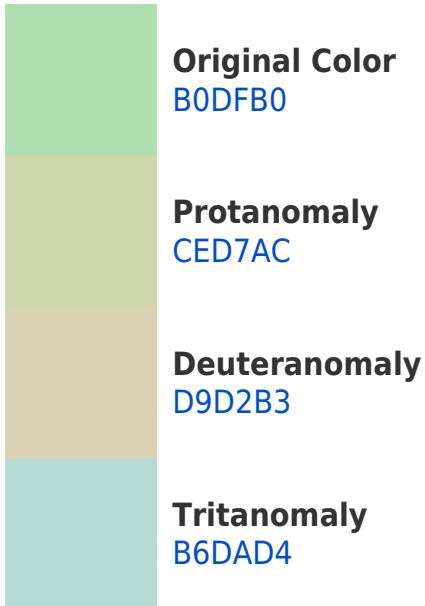 Original Color
B0DFB0
Protanomaly
CED7AC
Deuteranomaly
D9D2B3
Tritanomaly
B6DAD4